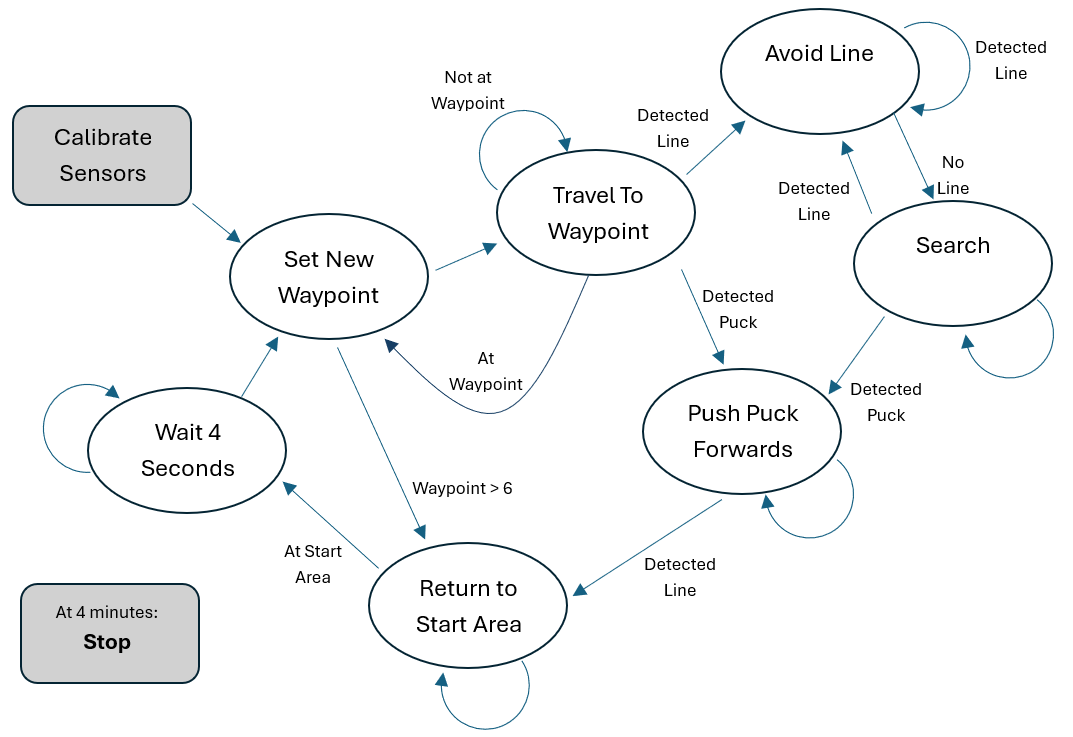 Avoid Line
Detected
Line
Not at
Waypoint
Detected
Line
Calibrate
Sensors
No
Line
Detected
Line
Travel To
Waypoint
Search
Set New
Waypoint
Detected
Puck
At
Waypoint
Detected
Puck
Push Puck
Forwards
Wait 4
Seconds
Waypoint > 6
At Start
Area
Detected
Line
Return to
Start Area
At 4 minutes:
Stop